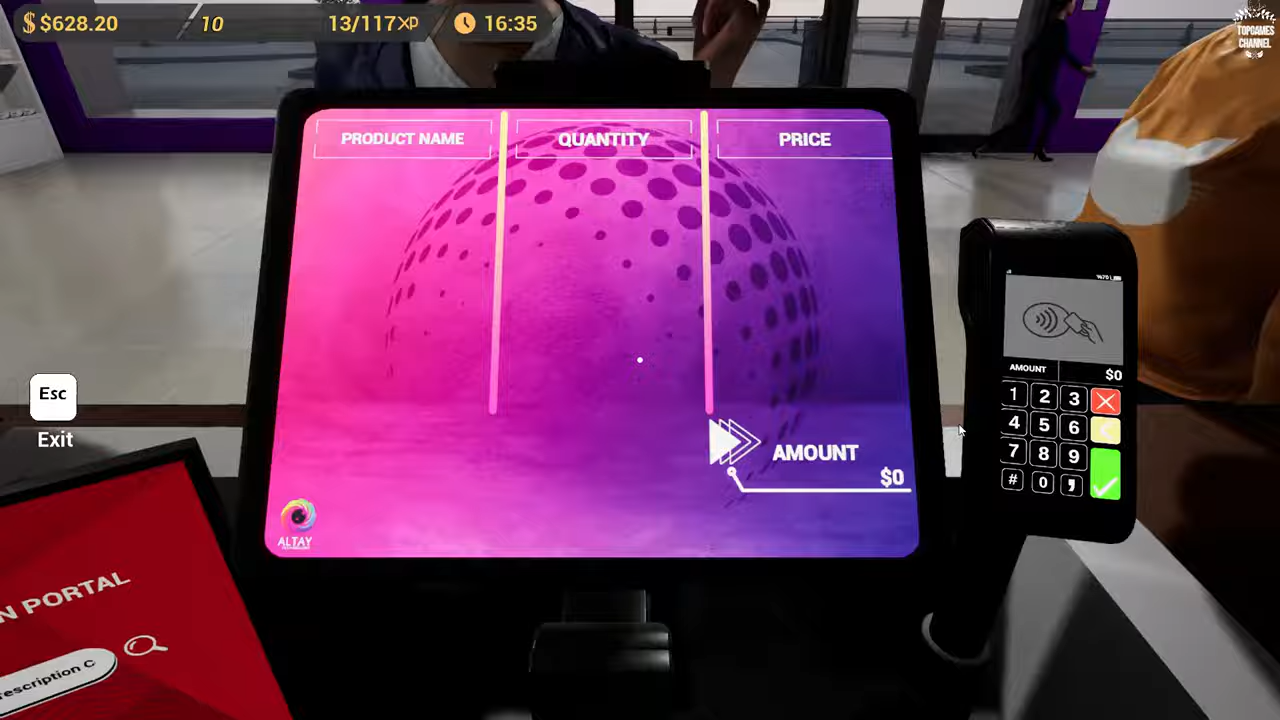 $628.20
/10
13/117XP
16:35
TOPGAMES
CHANNEL
PRODUCT NAME
QUANTITY
PRICE
AMOUNT
$0
1 2 3
4 5 6
7 8 9
# 0 ,
Esc
Exit
AMOUNT
$0
ALTAY
N PORTAL
rescription C